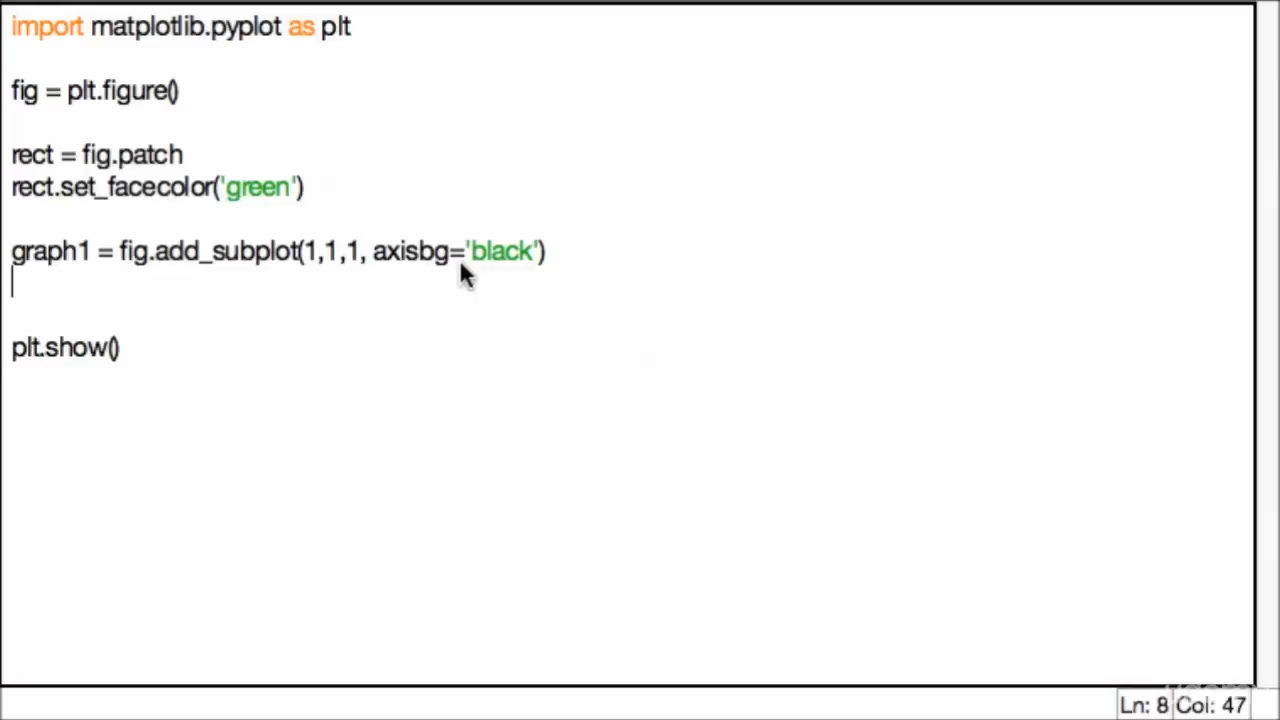 import matplotlib.pyplot as plt
fig = plt.figure()
rect = fig.patch
rect.set_facecolor('green')
graph1 = fig.add_subplot(1,1,1, axisbg='black')
plt.show()
Ln: 8 Col: 47